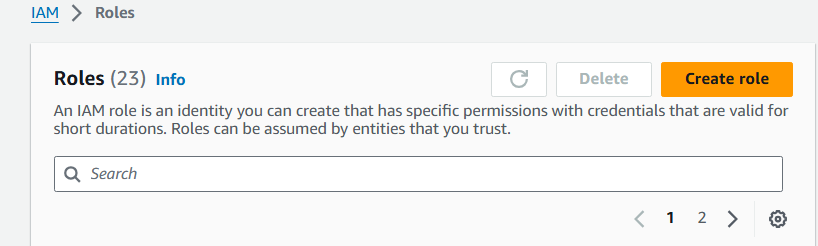 IAM > Roles
Roles (23) Info
Delete
Create role
An IAM role is an identity you can create that has specific permissions with credentials that are valid for
short durations. Roles can be assumed by entities that you trust.
Search
< 1 2 >